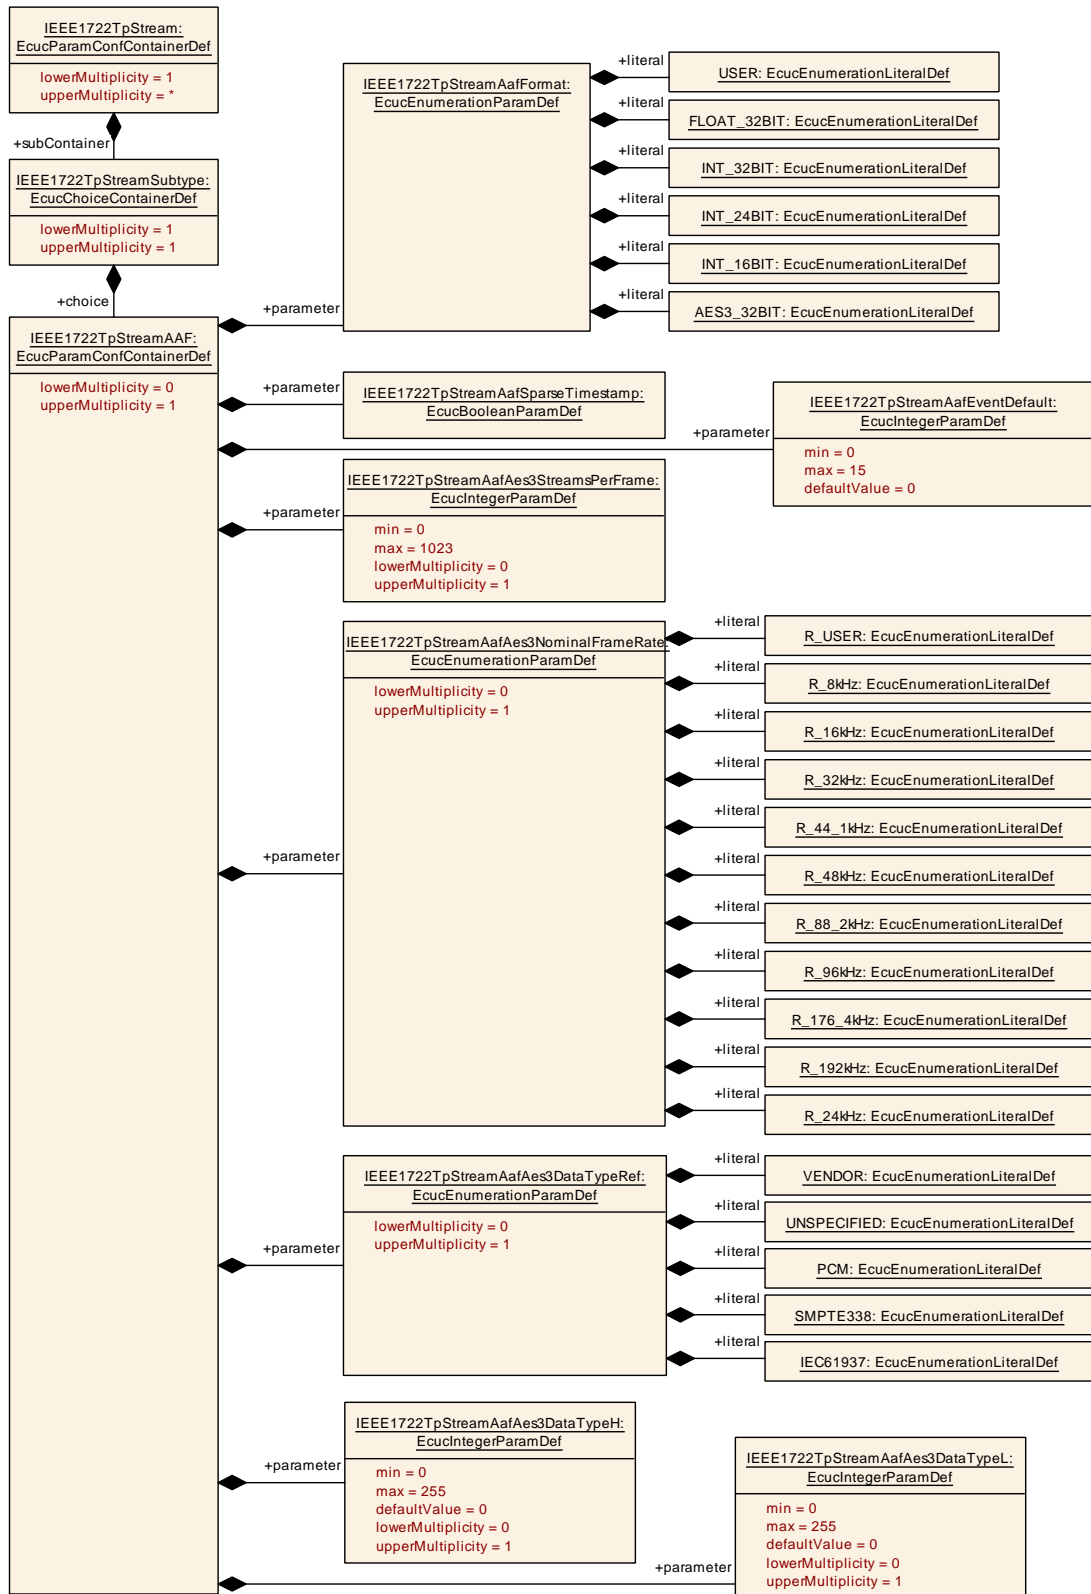 IEEE1722TpStream:
EcucParamConfContainerDef
lowerMultiplicity = 1
upperMultiplicity = *
+subContainer
IEEE1722TpStreamSubtype:
EcucChoiceContainerDef
lowerMultiplicity = 1
upperMultiplicity = 1
+choice
IEEE1722TpStreamAAF:
EcucParamConfContainerDef
lowerMultiplicity = 0
upperMultiplicity = 1
+parameter
IEEE1722TpStreamAafFormat:
EcucEnumerationParamDef
+literal
USER: EcucEnumerationLiteralDef
+literal
FLOAT_32BIT: EcucEnumerationLiteralDef
+literal
INT_32BIT: EcucEnumerationLiteralDef
+literal
INT_24BIT: EcucEnumerationLiteralDef
+literal
INT_16BIT: EcucEnumerationLiteralDef
+literal
AES3_32BIT: EcucEnumerationLiteralDef
+parameter
IEEE1722TpStreamAafSparseTimestamp:
EcucBooleanParamDef
+parameter
IEEE1722TpStreamAafEventDefault:
EcucIntegerParamDef
min = 0
max = 15
defaultValue = 0
+parameter
IEEE1722TpStreamAafAes3StreamsPerFrame:
EcucIntegerParamDef
min = 0
max = 1023
lowerMultiplicity = 0
upperMultiplicity = 1
+parameter
IEEE1722TpStreamAafAes3NominalFrameRate:
EcucEnumerationParamDef
lowerMultiplicity = 0
upperMultiplicity = 1
+literal
R_USER: EcucEnumerationLiteralDef
+literal
R_8kHz: EcucEnumerationLiteralDef
+literal
R_16kHz: EcucEnumerationLiteralDef
+literal
R_32kHz: EcucEnumerationLiteralDef
+literal
R_44_1kHz: EcucEnumerationLiteralDef
+literal
R_48kHz: EcucEnumerationLiteralDef
+literal
R_88_2kHz: EcucEnumerationLiteralDef
+literal
R_96kHz: EcucEnumerationLiteralDef
+literal
R_176_4kHz: EcucEnumerationLiteralDef
+literal
R_192kHz: EcucEnumerationLiteralDef
+literal
R_24kHz: EcucEnumerationLiteralDef
+parameter
IEEE1722TpStreamAafAes3DataTypeRef:
EcucEnumerationParamDef
lowerMultiplicity = 0
upperMultiplicity = 1
+literal
VENDOR: EcucEnumerationLiteralDef
+literal
UNSPECIFIED: EcucEnumerationLiteralDef
+literal
PCM: EcucEnumerationLiteralDef
+literal
SMPTE338: EcucEnumerationLiteralDef
+literal
IEC61937: EcucEnumerationLiteralDef
+parameter
IEEE1722TpStreamAafAes3DataTypeH:
EcucIntegerParamDef
min = 0
max = 255
defaultValue = 0
lowerMultiplicity = 0
upperMultiplicity = 1
+parameter
IEEE1722TpStreamAafAes3DataTypeL:
EcucIntegerParamDef
min = 0
max = 255
defaultValue = 0
lowerMultiplicity = 0
upperMultiplicity = 1